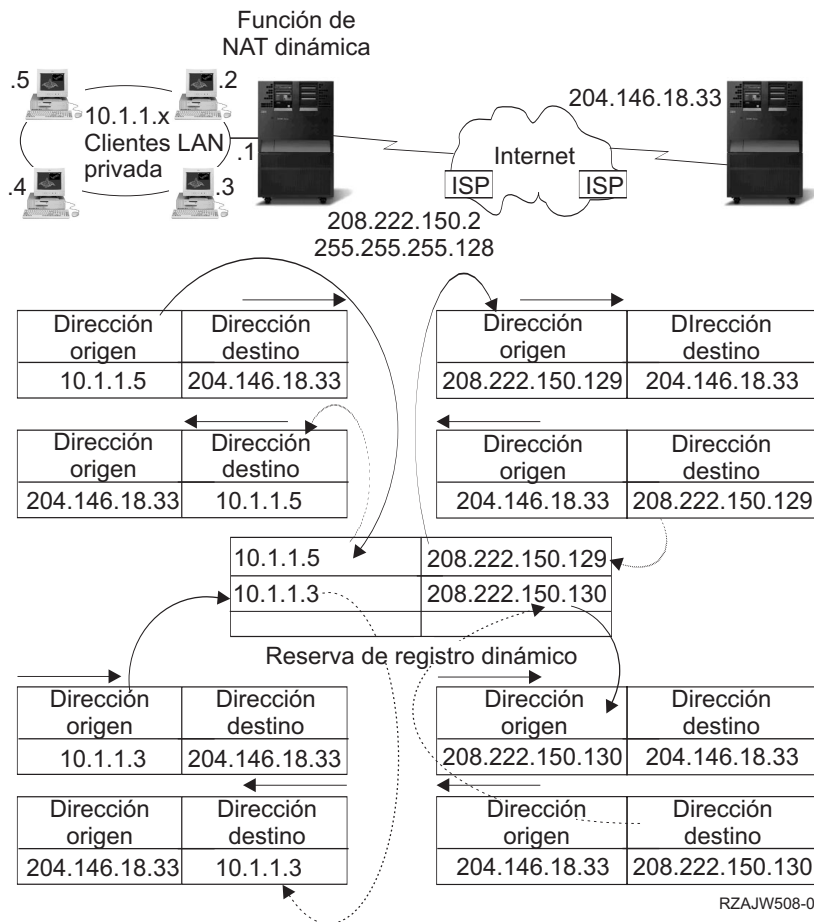 Función de
NAT dinámica
.5
.2
10.1.1.x
Clientes LAN
privada
.1
.4
.3
204.146.18.33
Internet
ISP
ISP
208.222.150.2
255.255.255.128
Dirección origen
Dirección destino
10.1.1.5
204.146.18.33
Dirección origen
DIrección destino
208.222.150.129
204.146.18.33
Dirección origen
Dirección destino
204.146.18.33
10.1.1.5
Dirección origen
Dirección destino
204.146.18.33
208.222.150.129
10.1.1.5
208.222.150.129
10.1.1.3
208.222.150.130
Reserva de registro dinámico
Dirección origen
Dirección destino
10.1.1.3
204.146.18.33
Dirección origen
Dirección destino
208.222.150.130
204.146.18.33
Dirección origen
Dirección destino
204.146.18.33
10.1.1.3
Dirección origen
Dirección destino
204.146.18.33
208.222.150.130
RZAJW508-0